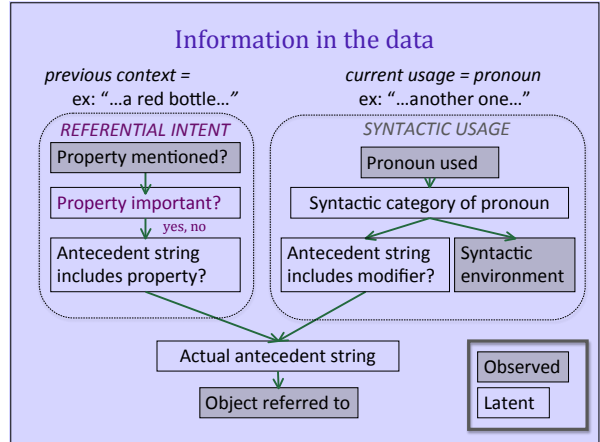 Information in the data
previous context =
ex: “…a red bottle…”
current usage = pronoun
ex: “…another one…”
REFERENTIAL INTENT
Property mentioned?
Property important?
yes, no
Antecedent string
includes property?
SYNTACTIC USAGE
Pronoun used
Syntactic category of pronoun
Antecedent string
includes modifier?
Syntactic
environment
Actual antecedent string
Object referred to
Observed
Latent